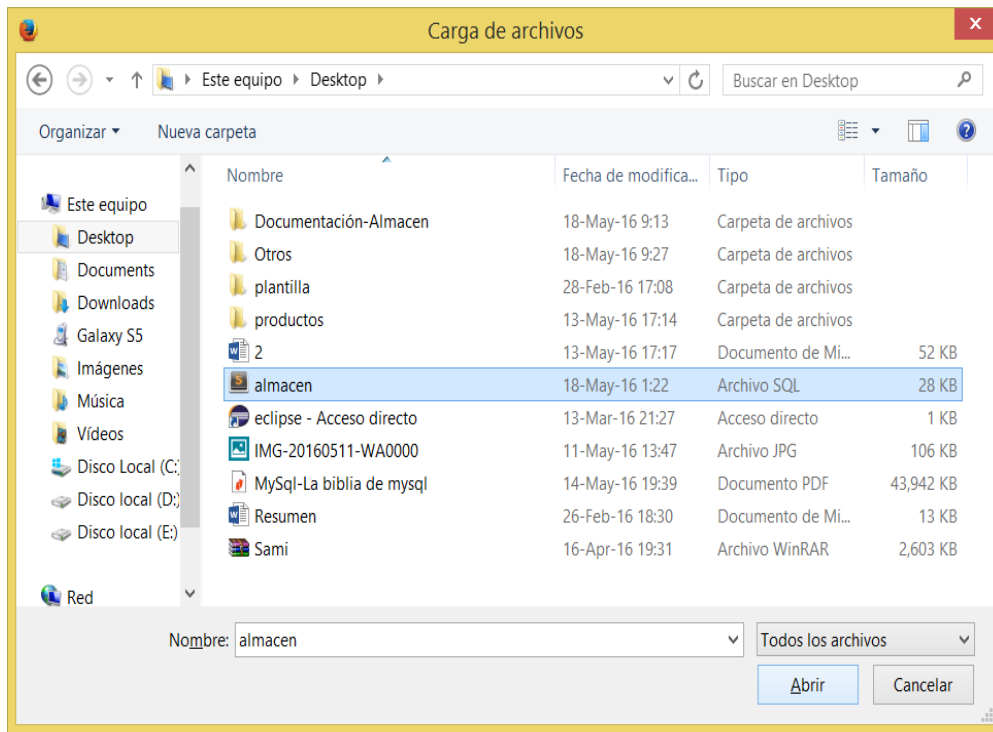 Carga de archivos
Este equipo Desktop
Buscar en Desktop
Organizar
Nueva carpeta
Nombre Fecha de modifica... Tipo Tamaño
Este equipo
Desktop
Documents
Downloads
Galaxy S5
Imágenes
Música
Vídeos
Disco Local (C:
Disco local (D:)
Disco local (E:)
Red
Documentación-Almacen 18-May-16 9:13 Carpeta de archivos
Otros 18-May-16 9:27 Carpeta de archivos
plantilla 28-Feb-16 17:08 Carpeta de archivos
productos 13-May-16 17:14 Carpeta de archivos
2 13-May-16 17:17 Documento de Mi... 52 KB
almacen 18-May-16 1:22 Archivo SQL 28 KB
eclipse - Acceso directo 13-Mar-16 21:27 Acceso directo 1 KB
IMG-20160511-WA0000 11-May-16 13:47 Archivo JPG 106 KB
MySql-La biblia de mysql 14-May-16 19:39 Documento PDF 43,942 KB
Resumen 26-Feb-16 18:30 Documento de Mi... 13 KB
Sami 16-Apr-16 19:31 Archivo WinRAR 2,603 KB
Nombre: almacen
Todos los archivos
Abrir
Cancelar